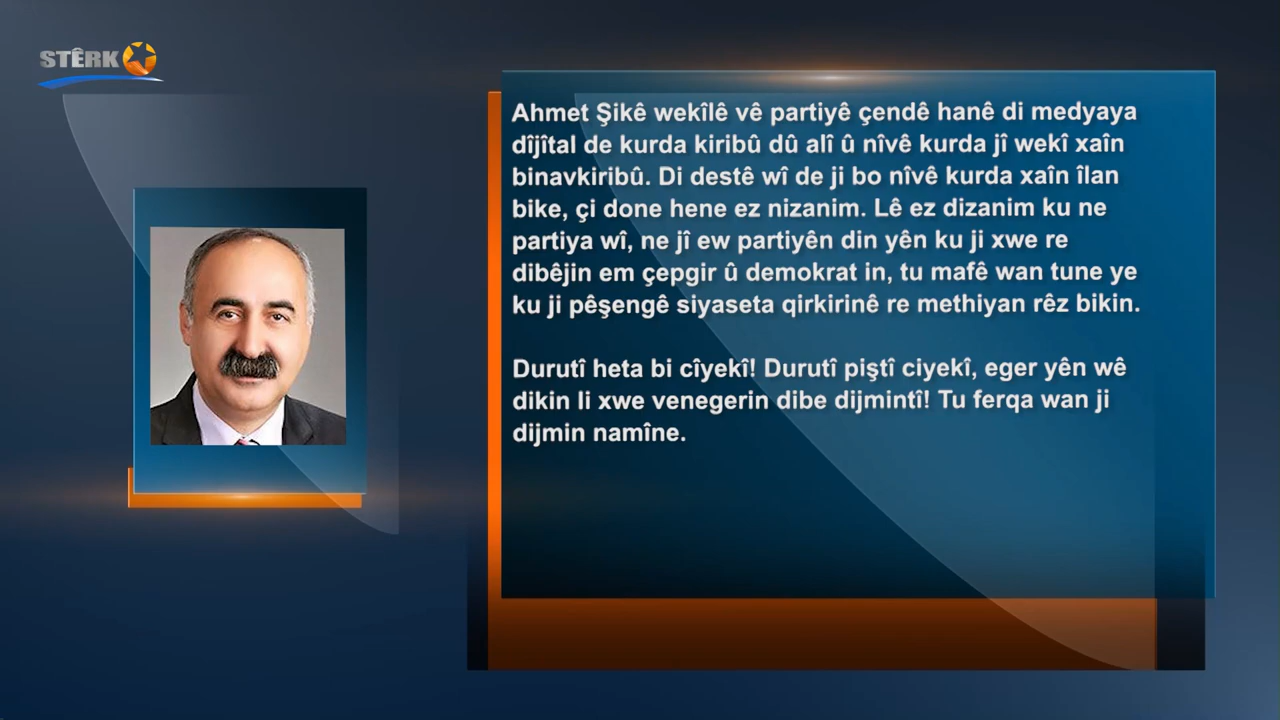 STÊRK
Ahmet Şikê wekîlê vê partiyê çendê hanê di medyaya
dîjîtal de kurda kiribû dû alî û nîvê kurda jî wekî xaîn
binavkiribû. Di destê wî de ji bo nîvê kurda xaîn îlan
bike, çi done hene ez nizanim. Lê ez dizanim ku ne
partiya wî, ne jî ew partiyên din yên ku ji xwe re
dibêjin em çepgir û demokrat in, tu mafê wan tune ye
ku ji pêşengê siyaseta qirkirinê re methiyan rêz bikin.
Durutî heta bi cîyekî! Durutî piştî ciyekî, eger yên wê
dikin li xwe venegerin dibe dijmintî! Tu ferqa wan ji
dijmin namîne.